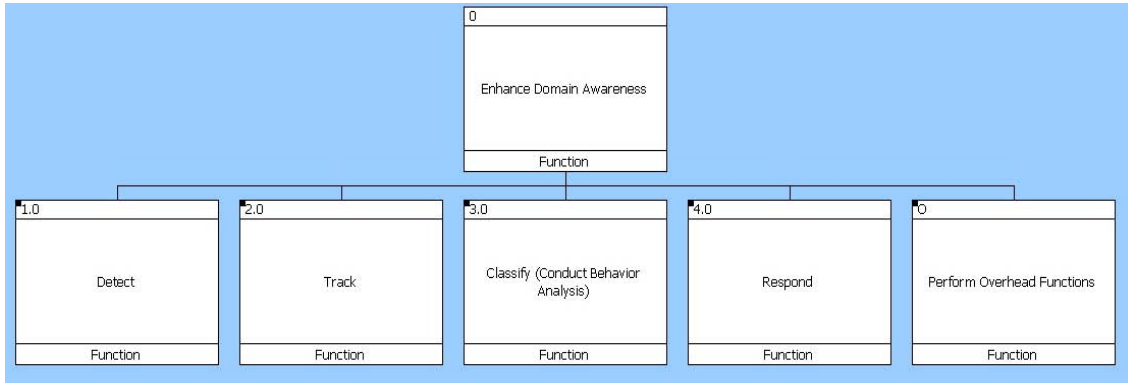 0
Enhance Domain Awareness
Function
1.0
Detect
Function
2.0
Track
Function
3.0
Classify (Conduct Behavior
Analysis)
Function
4.0
Respond
Function
O
Perform Overhead Functions
Function